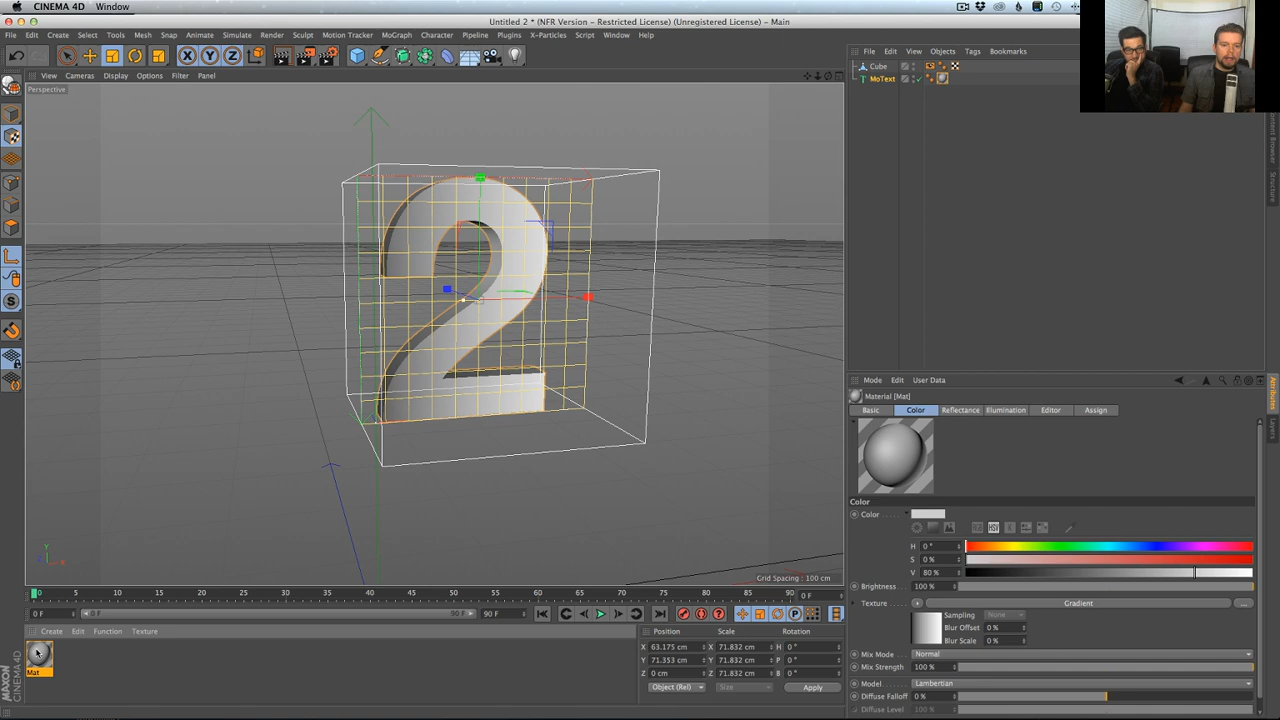 CINEMA 4D Window
Untitled 2 * (NFR Version - Restricted License) (Unregistered License) - Main
File Edit Create Select Tools Mesh Snap Animate Simulate Render Sculpt Motion Tracker MoGraph Character Pipeline Plugins X-Particles Script Window Help
File Edit View Objects Tags Bookmarks
Cube
MoText
View Cameras Display Options Filter Panel
Perspective
Content Browser
Structure
2
Y
X
Grid Spacing : 100 cm
0 5 10 15 20 25 30 35 40 45 50 55 60 65 70 75 80 85 90
0 F
0 F
0 F
90 F
90 F
Create Edit Function Texture
Mat
MAXON
CINEMA 4D
Position Scale Rotation
X 63.175 cm X 71.832 cm H 0 °
Y 71.353 cm Y 71.832 cm P 0 °
Z 0 cm Z 71.832 cm B 0 °
Object (Rel) Size Apply
Mode Edit User Data
Attributes
Layers
Material [Mat]
Basic Color Reflectance Illumination Editor Assign
Color
Color
H 0 °
S 0 %
V 80 %
Brightness 100 %
Texture Gradient ...
Sampling None
Blur Offset 0 %
Blur Scale 0 %
Mix Mode Normal
Mix Strength 100 %
Model Lambertian
Diffuse Falloff 0 %
Diffuse Level 100 %